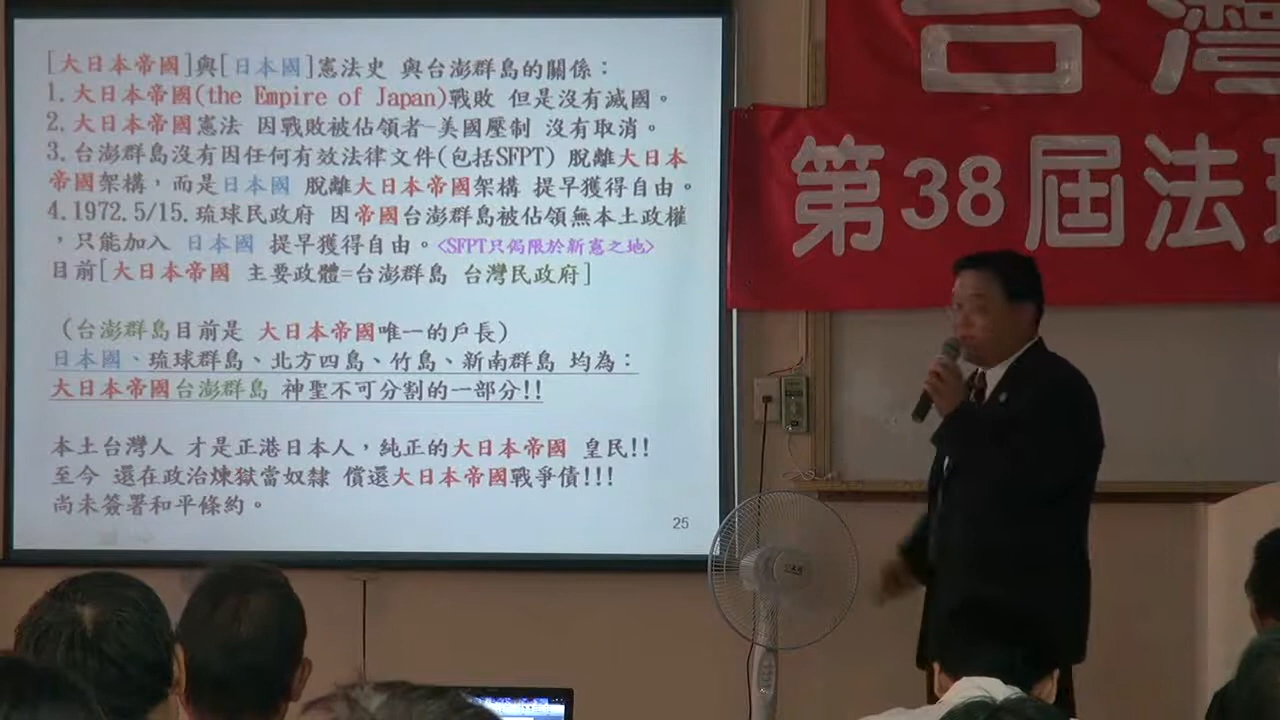 [大日本帝國]與[日本國]憲法史 與台澎群島的關係：
1.大日本帝國(the Empire of Japan)戰敗 但是沒有滅國。
2.大日本帝國憲法 因戰敗被佔領者-美國壓制 沒有取消。
3.台澎群島沒有因任何有效法律文件(包括SFPT) 脫離大日本
帝國架構，而是日本國 脫離大日本帝國架構 提早獲得自由。
4.1972.5/15.琉球民政府 因帝國台澎群島被佔領無本土政權
，只能加入 日本國 提早獲得自由。<SFPT只侷限於新憲之地>
目前[大日本帝國 主要政體=台澎群島 台灣民政府]
(台澎群島目前是 大日本帝國唯一的戶長)
日本國、琉球群島、北方四島、竹島、新南群島 均為：
大日本帝國台澎群島 神聖不可分割的一部分!!
本土台灣人 才是正港日本人，純正的大日本帝國 皇民!!
至今 還在政治煉獄當奴隸 償還大日本帝國戰爭債!!!
尚未簽署和平條約。
25
台灣
第38屆法